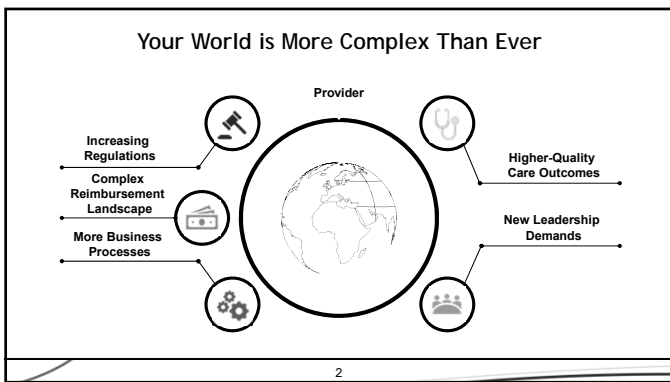 Your World is More Complex Than Ever
Provider
Increasing
Regulations
Complex
Reimbursement
Landscape
More Business
Processes
Higher-Quality
Care Outcomes
New Leadership
Demands
2